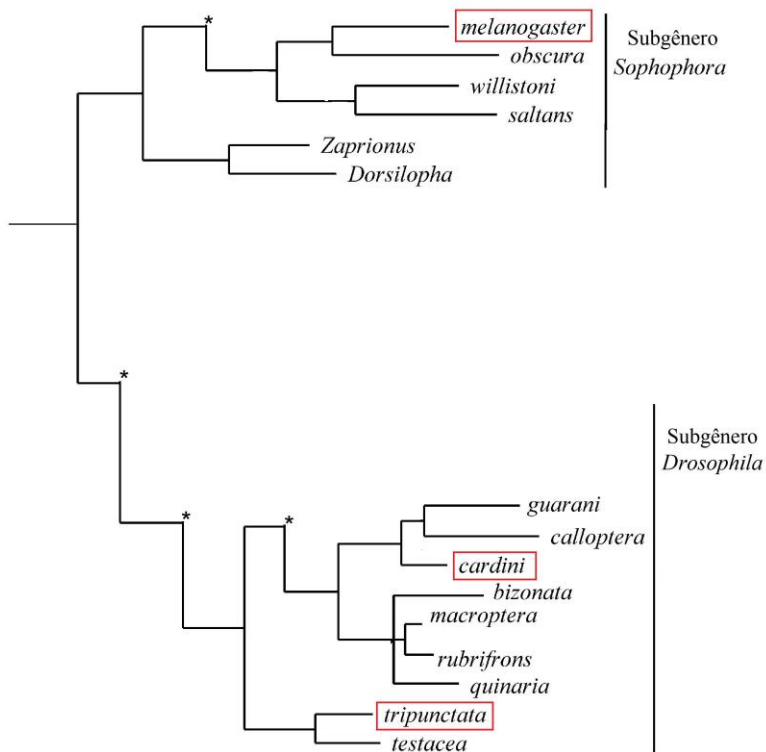 *
melanogaster
obscura
willistoni
saltans
Zaprionus
Dorsilopha
Subgênero
Sophophora
*
*
*
guarani
calloptera
cardini
bizonata
macroptera
rubrifrons
quinaria
tripunctata
testacea
Subgênero
Drosophila